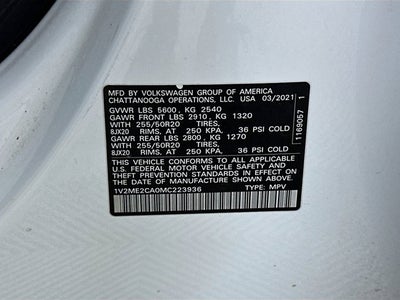 MFD BY VOLKSWAGEN GROUP OF AMERICA
CHATTANOOGA OPERATIONS, LLC. USA 03/2021
GVWR LBS 5600, KG 2540
GAWR FRONT LBS 2910, KG 1320
WITH 255/50R20 TIRES,
8JX20 RIMS, AT 250 KPA. 36 PSI COLD
GAWR REAR LBS 2800, KG 1270
WITH 255/50R20 TIRES,
8JX20 RIMS, AT 250 KPA. 36 PSI COLD
THIS VEHICLE CONFORMS TO ALL APPLICABLE
U.S. FEDERAL MOTOR VEHICLE SAFETY AND
THEFT PREVENTION STANDARDS IN EFFECT ON
THE DATE OF MANUFACTURE SHOWN ABOVE.
1V2ME2CA0MC223936 TYPE: MPV
1169057 1